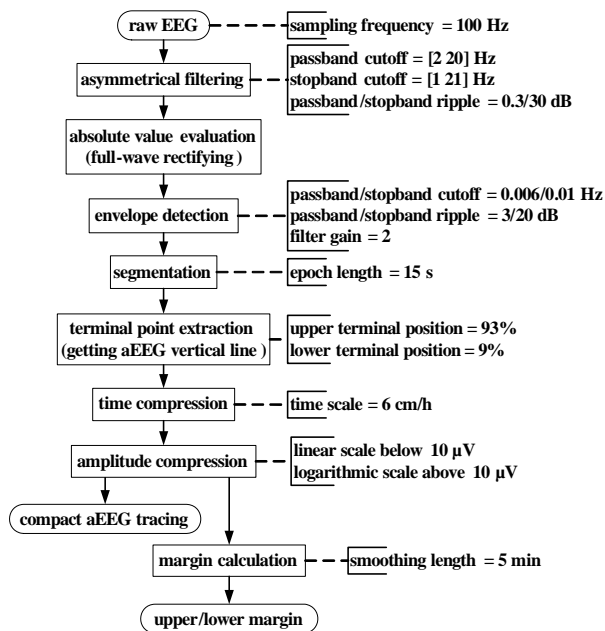 raw EEG
sampling frequency = 100 Hz
asymmetrical filtering
passband cutoff = [2 20] Hz
stopband cutoff = [1 21] Hz
passband/stopband ripple = 0.3/30 dB
absolute value evaluation
(full-wave rectifying )
envelope detection
passband/stopband cutoff = 0.006/0.01 Hz
passband/stopband ripple = 3/20 dB
filter gain = 2
segmentation
epoch length = 15 s
terminal point extraction
(getting aEEG vertical line )
upper terminal position = 93%
lower terminal position = 9%
time compression
time scale = 6 cm/h
amplitude compression
linear scale below 10 µV
logarithmic scale above 10 µV
compact aEEG tracing
margin calculation
smoothing length = 5 min
upper/lower margin